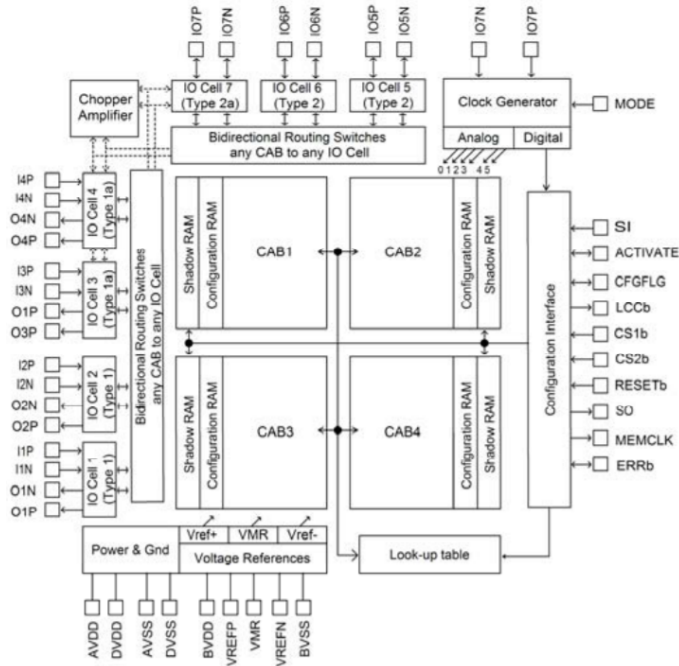 IO7P
IO7N
IO6P
IO6N
IO5P
IO5N
IO7N
IO7P
Chopper
Amplifier
IO Cell 7
(Type 2a)
IO Cell 6
(Type 2)
IO Cell 5
(Type 2)
Clock Generator
Analog
Digital
MODE
Bidirectional Routing Switches
any CAB to any IO Cell
0123 45
I4P
I4N
O4N
O4P
IO Cell 4
(Type 1a)
I3P
I3N
O1P
O3P
IO Cell 3
(Type 1a)
I2P
I2N
O2N
O2P
IO Cell 2
(Type 1)
I1P
I1N
O1N
O1P
IO Cell 1
(Type 1)
Bidirectional Routing Switches
any CAB to any IO Cell
Shadow RAM
Configuration RAM
CAB1
CAB2
Configuration RAM
Shadow RAM
Shadow RAM
Configuration RAM
CAB3
CAB4
Configuration RAM
Shadow RAM
Configuration Interface
SI
ACTIVATE
CFGFLG
LCCb
CS1b
CS2b
RESETb
SO
MEMCLK
ERRb
Power & Gnd
Vref+
VMR
Vref-
Voltage References
Look-up table
AVDD
DVDD
AVSS
DVSS
BVDD
VREFP
VMR
VREFN
BVSS